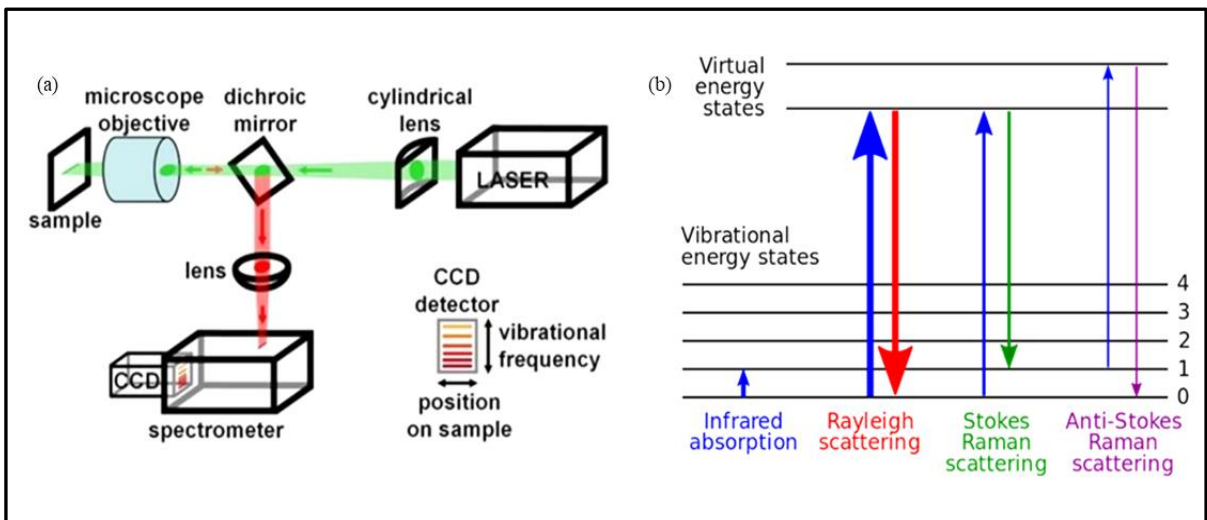 (a)
microscope
objective
dichroic
mirror
cylindrical
lens
LASER
sample
lens
CCD
detector
vibrational
frequency
position
on sample
CCD
spectrometer
(b)
Virtual
energy
states
Vibrational
energy states
4
3
2
1
0
Infrared
absorption
Rayleigh
scattering
Stokes
Raman
scattering
Anti-Stokes
Raman
scattering